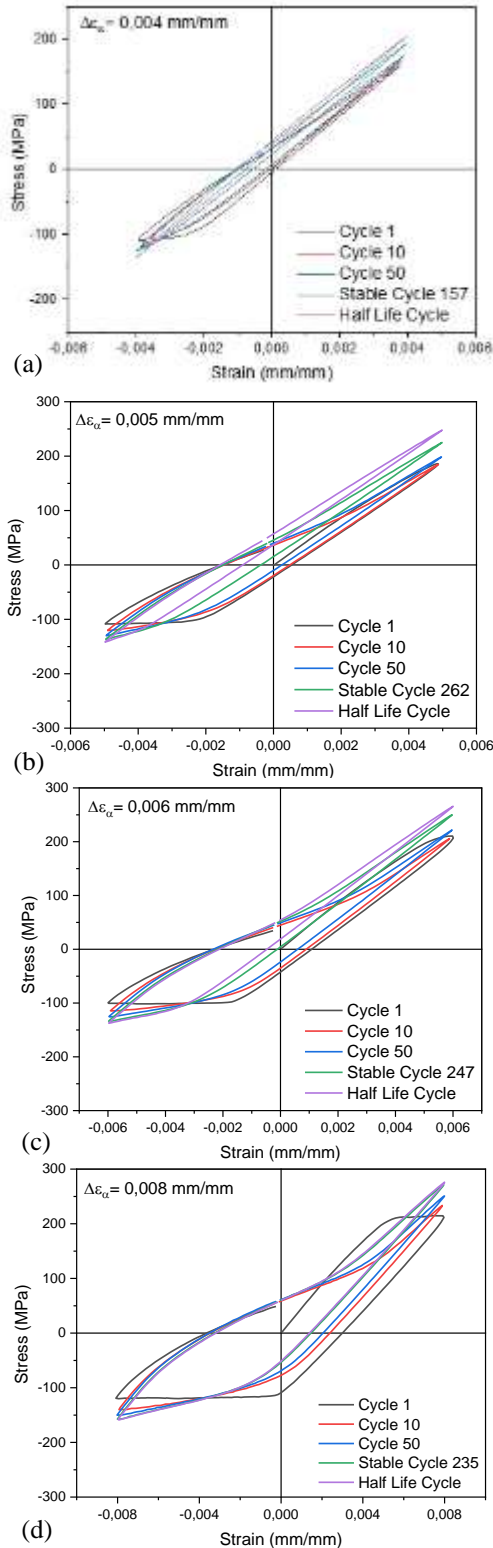 Δεα = 0,004 mm/mm
200
100
0
-100
-200
Stress (MPa)
Cycle 1
Cycle 10
Cycle 50
Stable Cycle 157
Half Life Cycle
-0,006 -0,004 -0,002 0,000 0,002 0,004 0,006
Strain (mm/mm)
(a)
Δεα= 0,005 mm/mm
300
200
100
0
-100
-200
-300
Stress (MPa)
Cycle 1
Cycle 10
Cycle 50
Stable Cycle 262
Half Life Cycle
-0,006 -0,004 -0,002 0,000 0,002 0,004 0,006
Strain (mm/mm)
(b)
Δεα= 0,006 mm/mm
300
200
100
0
-100
-200
-300
Stress (MPa)
Cycle 1
Cycle 10
Cycle 50
Stable Cycle 247
Half Life Cycle
-0,006 -0,004 -0,002 0,000 0,002 0,004 0,006
Strain (mm/mm)
(c)
Δεα= 0,008 mm/mm
300
200
100
0
-100
-200
-300
Stress (MPa)
Cycle 1
Cycle 10
Cycle 50
Stable Cycle 235
Half Life Cycle
-0,008 -0,004 0,000 0,004 0,008
Strain (mm/mm)
(d)